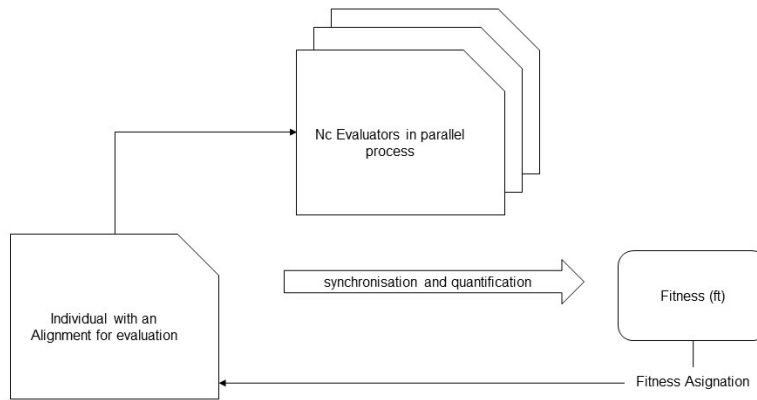 Nc Evaluators in parallel
process
synchronisation and quantification
Fitness (ft)
Individual with an
Alignment for evaluation
Fitness Asignation